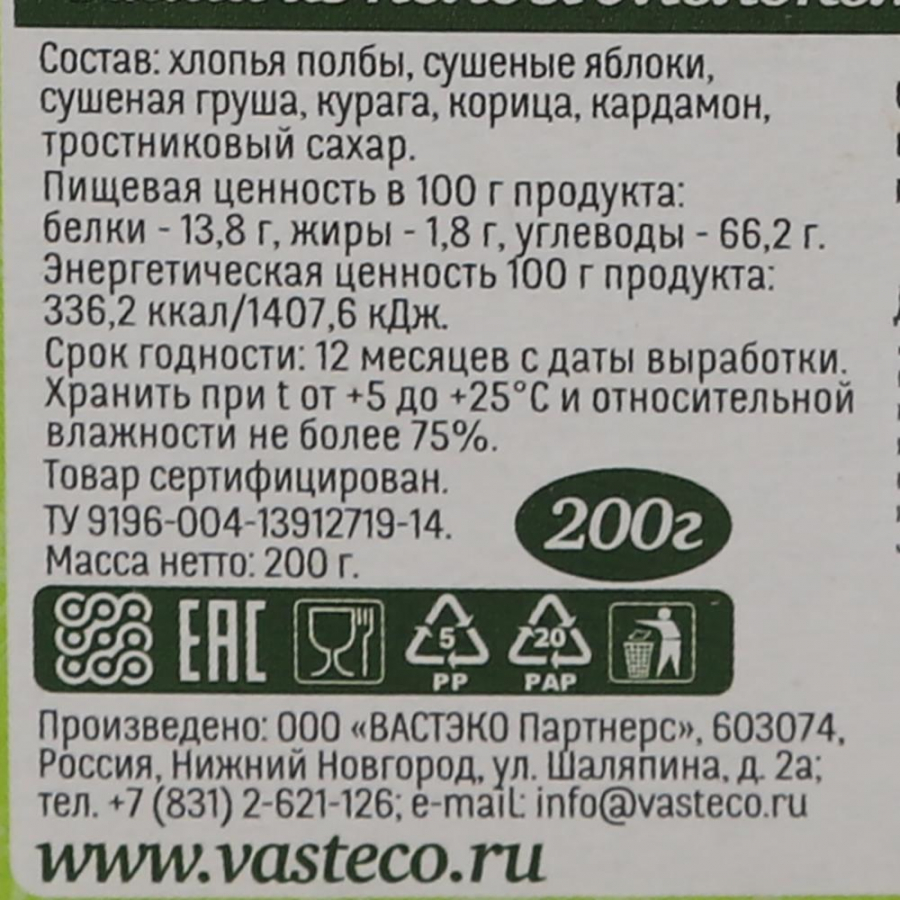 Состав: хлопья полбы, сушеные яблоки,
сушеная груша, курага, корица, кардамон,
тростниковый сахар.
Пищевая ценность в 100 г продукта:
белки - 13,8 г, жиры - 1,8 г, углеводы - 66,2 г.
Энергетическая ценность 100 г продукта:
336,2 ккал/1407,6 кДж.
Срок годности: 12 месяцев с даты выработки.
Хранить при t от +5 до +25°С и относительной
влажности не более 75%.
Товар сертифицирован.
ТУ 9196-004-13912719-14.
Масса нетто: 200 г.
200г
ЕАС
5
PP
20
PAP
Произведено: ООО «ВАСТЭКО Партнерс», 603074,
Россия, Нижний Новгород, ул. Шаляпина, д. 2а;
тел. +7 (831) 2-621-126; e-mail: info@vasteco.ru
www.vasteco.ru